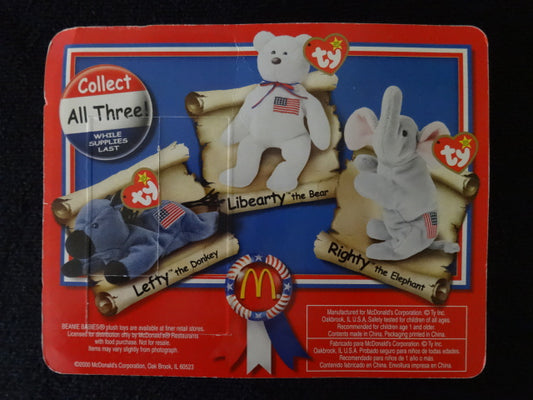 Collect
All Three!
WHILE
SUPPLIES
LAST
ty
Libearty™ the Bear
ty
Lefty™ the Donkey
ty
Righty™ the Elephant
M
BEANIE BABIES® plush toys are available at finer retail stores.
Licensed for distribution only by McDonald's® Restaurants
with food purchase. Not for resale.
Items may vary slightly from photograph.
©2000 McDonald's Corporation, Oak Brook, IL 60523
Manufactured for McDonald's Corporation. © Ty Inc.
Oakbrook, IL U.S.A. Safety tested for children of all ages.
Recommended for children age 1 and older.
Contents made in China. Packaging printed in China.
Fabricado para McDonald's Corporation. © Ty Inc.
Oakbrook, IL U.S.A. Probado seguro para niños de todas edades.
Recomendado para niños de 1 año o más
Contenido fabricado en China. Envoltura impresa en China.